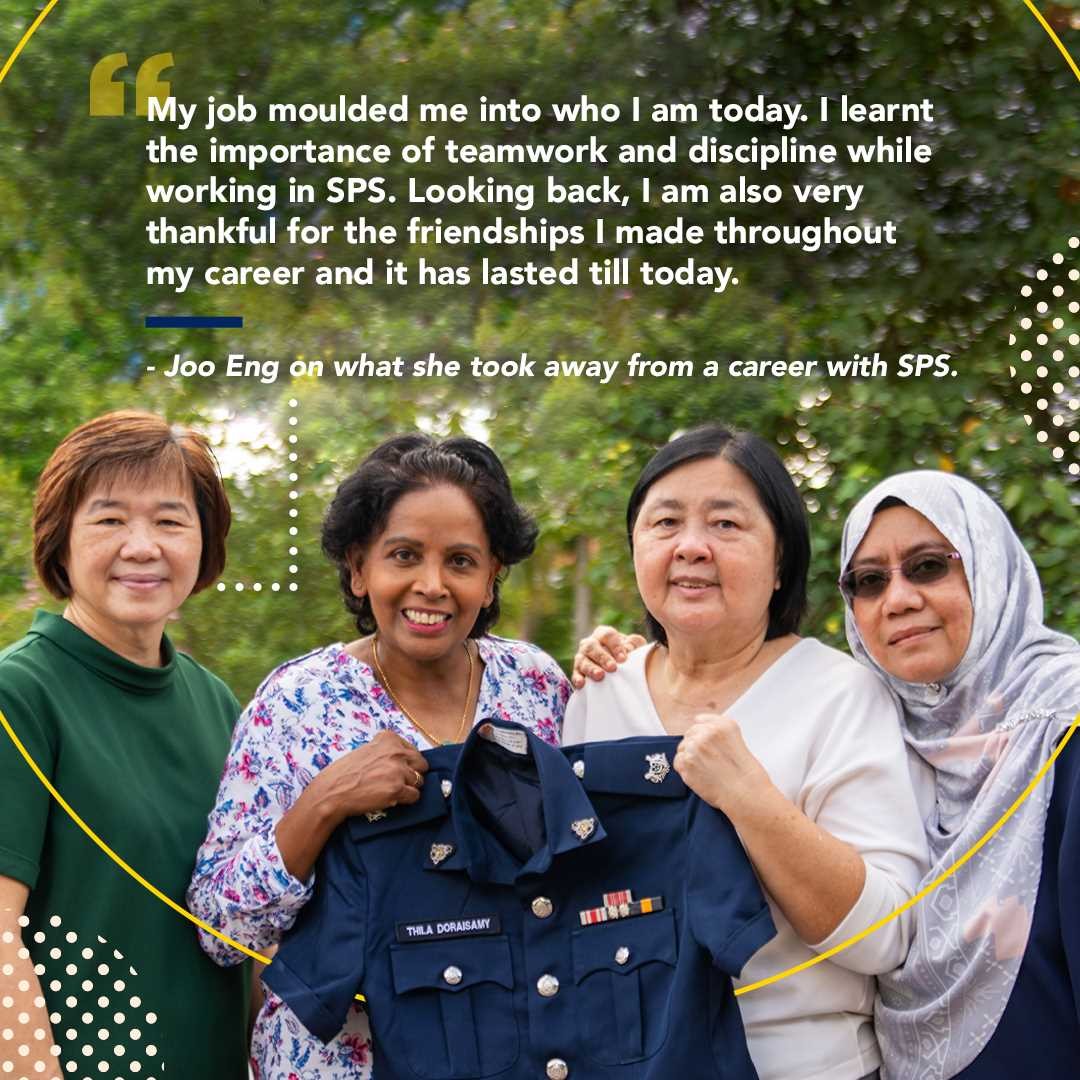 “
My job moulded me into who I am today. I learnt
the importance of teamwork and discipline while
working in SPS. Looking back, I am also very
thankful for the friendships I made throughout
my career and it has lasted till today.
- Joo Eng on what she took away from a career with SPS.
THILA DORAISAMY